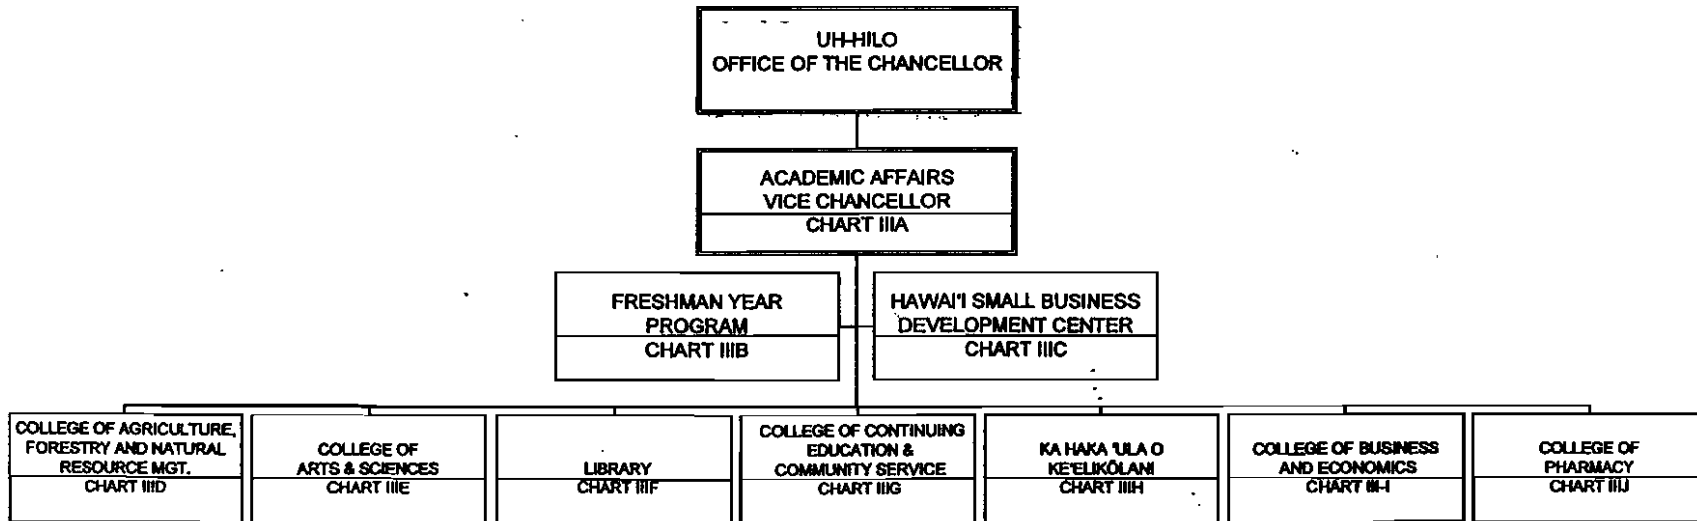 UH-HILO
OFFICE OF THE CHANCELLOR
ACADEMIC AFFAIRS
VICE CHANCELLOR
CHART IIIA
FRESHMAN YEAR
PROGRAM
CHART IIIB
HAWAI'I SMALL BUSINESS
DEVELOPMENT CENTER
CHART IIIC
COLLEGE OF AGRICULTURE,
FORESTRY AND NATURAL
RESOURCE MGT.
CHART IIID
COLLEGE OF
ARTS & SCIENCES
CHART IIIE
LIBRARY
CHART IIIF
COLLEGE OF CONTINUING
EDUCATION &
COMMUNITY SERVICE
CHART IIIG
KA HAKA 'ULA O
KE'ELIKŌLANI
CHART IIIH
COLLEGE OF BUSINESS
AND ECONOMICS
CHART III-I
COLLEGE OF
PHARMACY
CHART IIIJ